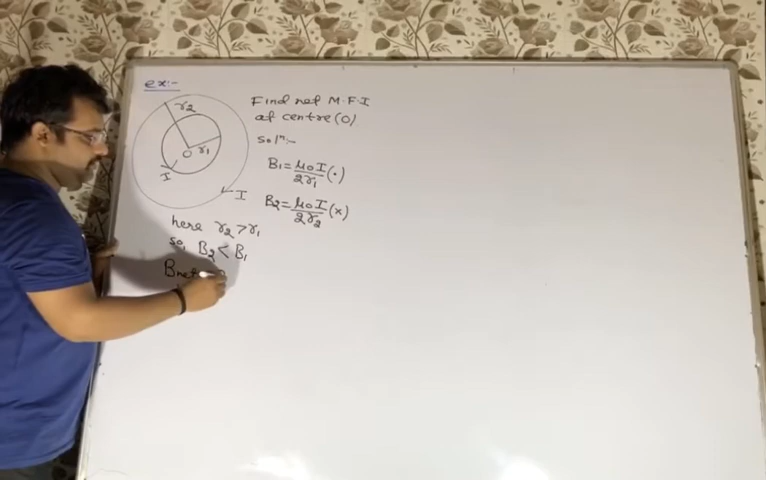 ex:-
r2
r1
O
I
I
Find net M.F.I
at centre (O)
Solⁿ:-
B₁ = μ₀I/2r₁ (·)
B₂ = μ₀I/2r₂ (x)
here r₂ > r₁
so, B₂ < B₁
Bnet